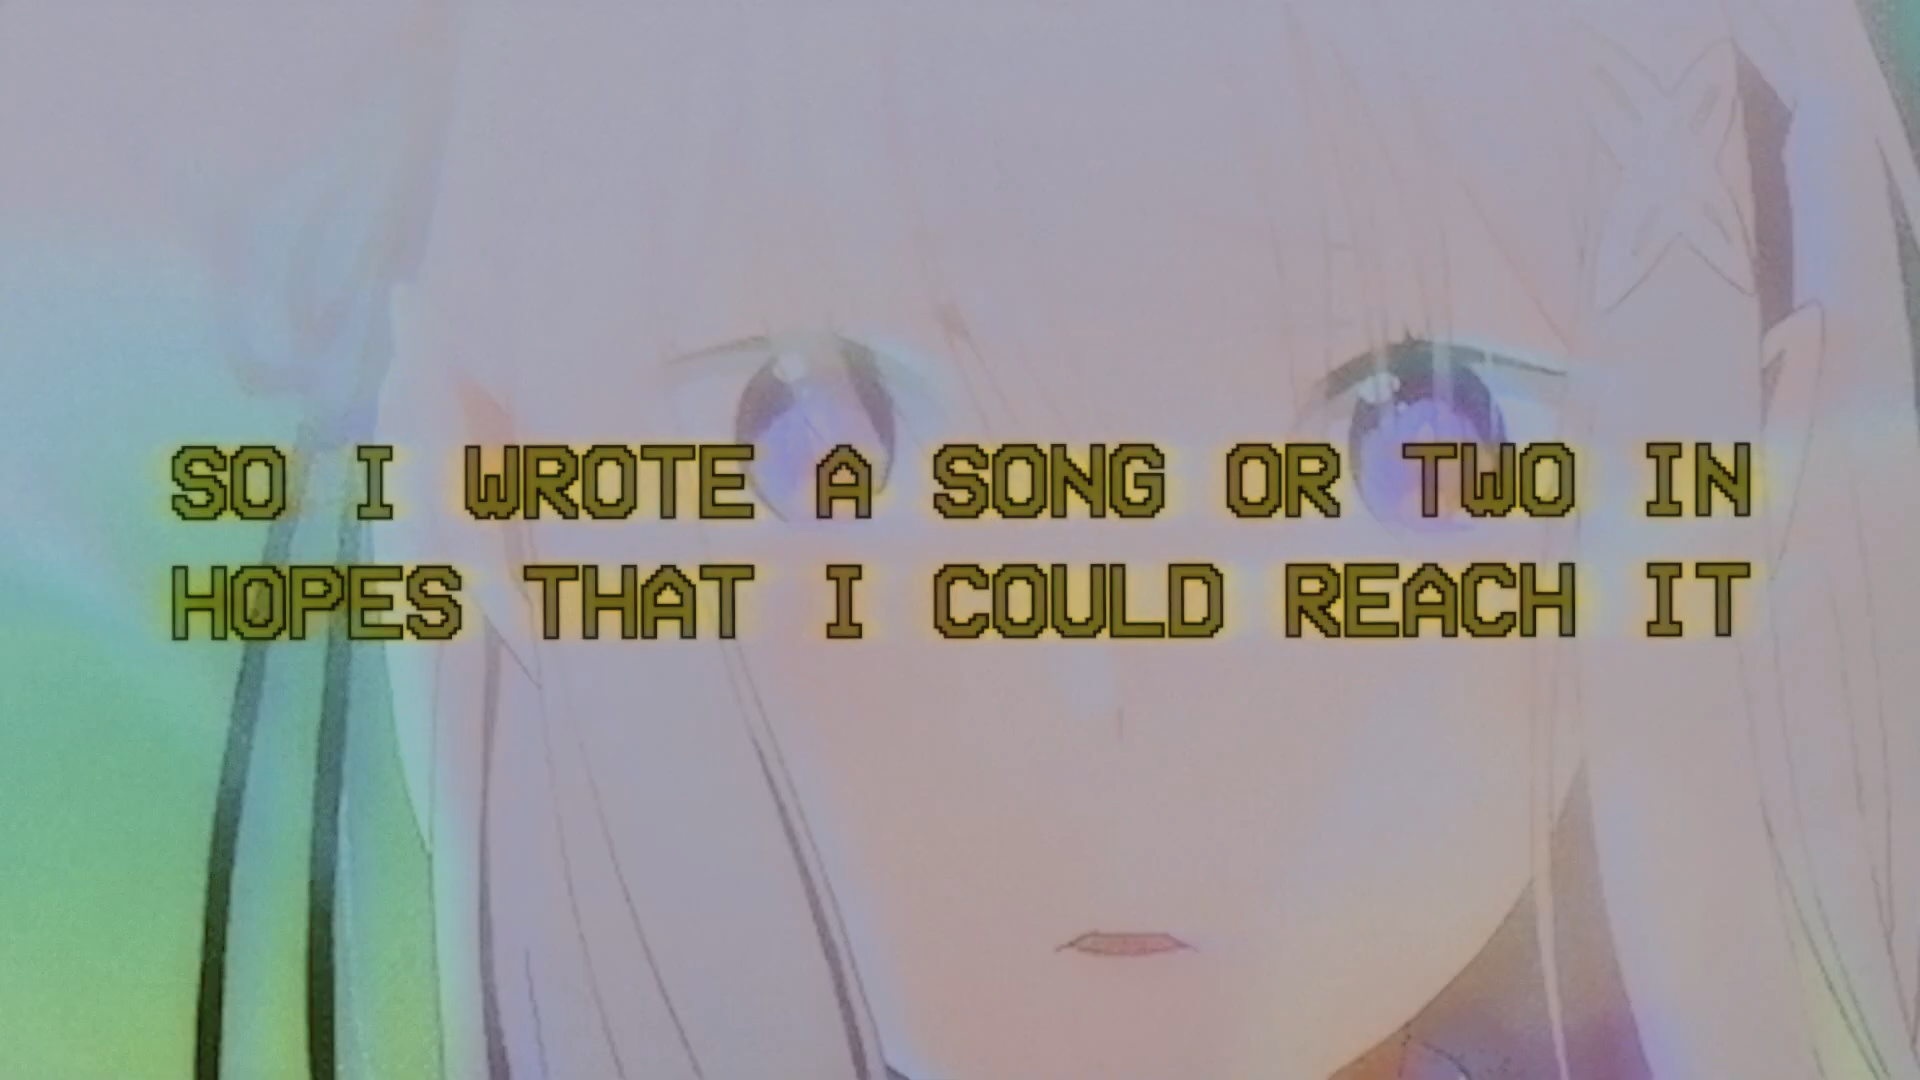 SO I WROTE A SONG OR TWO IN
HOPES THAT I COULD REACH IT